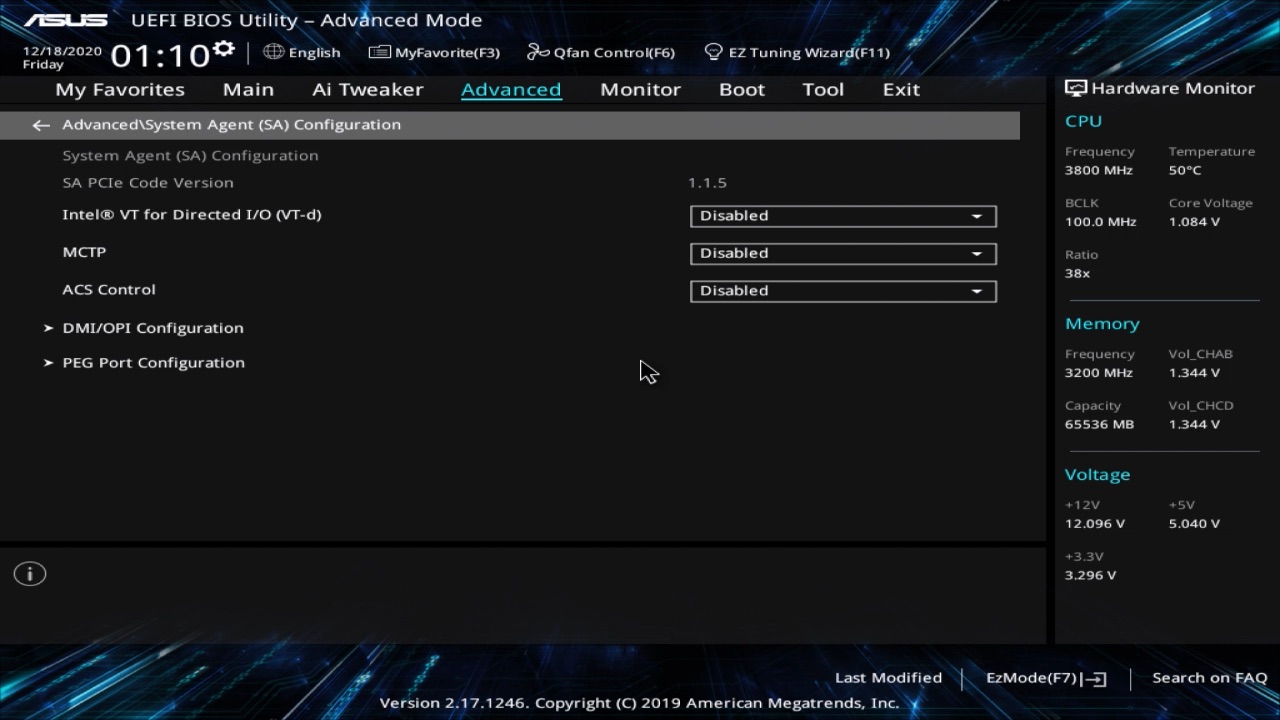 ASUS UEFI BIOS Utility – Advanced Mode
12/18/2020
Friday
01:10
English
MyFavorite(F3)
Qfan Control(F6)
EZ Tuning Wizard(F11)
My Favorites
Main
Ai Tweaker
Advanced
Monitor
Boot
Tool
Exit
Advanced\System Agent (SA) Configuration
System Agent (SA) Configuration
SA PCIe Code Version 1.1.5
Intel® VT for Directed I/O (VT-d) Disabled
MCTP Disabled
ACS Control Disabled
DMI/OPI Configuration
PEG Port Configuration
Hardware Monitor
CPU
Frequency Temperature
3800 MHz 50°C
BCLK Core Voltage
100.0 MHz 1.084 V
Ratio
38x
Memory
Frequency Vol_CHAB
3200 MHz 1.344 V
Capacity Vol_CHCD
65536 MB 1.344 V
Voltage
+12V +5V
12.096 V 5.040 V
+3.3V
3.296 V
Last Modified
EzMode(F7)
Search on FAQ
Version 2.17.1246. Copyright (C) 2019 American Megatrends, Inc.